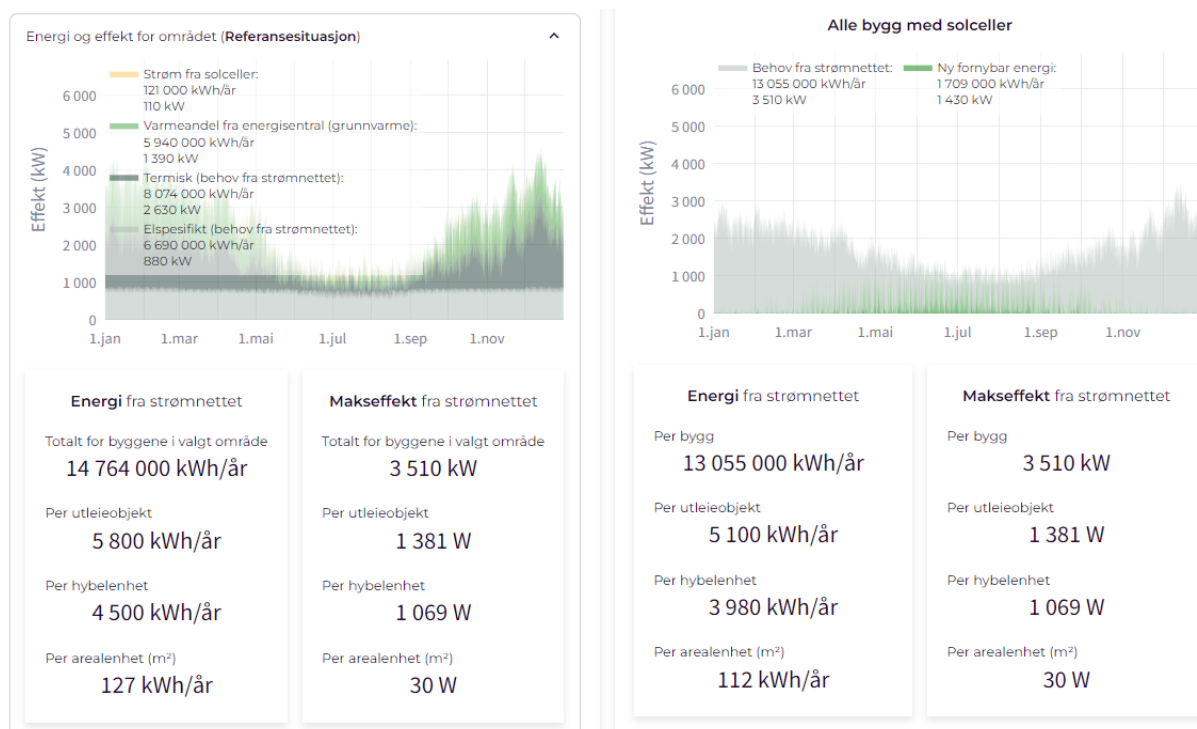 Energi og effekt for området (Referansesituasjon)
Strøm fra solceller:
121 000 kWh/år
110 kW
Varmeandel fra energisentral (grunnvarme):
5 940 000 kWh/år
1 390 kW
Termisk (behov fra strømnettet):
8 074 000 kWh/år
2 630 kW
Elspesifikt (behov fra strømnettet):
6 690 000 kWh/år
880 kW
Effekt (kW)
6 000
5 000
4 000
3 000
2 000
1 000
0
1.jan
1.mar
1.mai
1.jul
1.sep
1.nov
Energi fra strømnettet
Totalt for byggene i valgt område
14 764 000 kWh/år
Per utleieobjekt
5 800 kWh/år
Per hybelenhet
4 500 kWh/år
Per arealenhet (m²)
127 kWh/år
Makseffekt fra strømnettet
Totalt for byggene i valgt område
3 510 kW
Per utleieobjekt
1 381 W
Per hybelenhet
1 069 W
Per arealenhet (m²)
30 W
Alle bygg med solceller
Behov fra strømnettet:
13 055 000 kWh/år
3 510 kW
Ny fornybar energi:
1 709 000 kWh/år
1 430 kW
Effekt (kW)
6 000
5 000
4 000
3 000
2 000
1 000
0
1.jan
1.mar
1.mai
1.jul
1.sep
1.nov
Energi fra strømnettet
Per bygg
13 055 000 kWh/år
Per utleieobjekt
5 100 kWh/år
Per hybelenhet
3 980 kWh/år
Per arealenhet (m²)
112 kWh/år
Makseffekt fra strømnettet
Per bygg
3 510 kW
Per utleieobjekt
1 381 W
Per hybelenhet
1 069 W
Per arealenhet (m²)
30 W